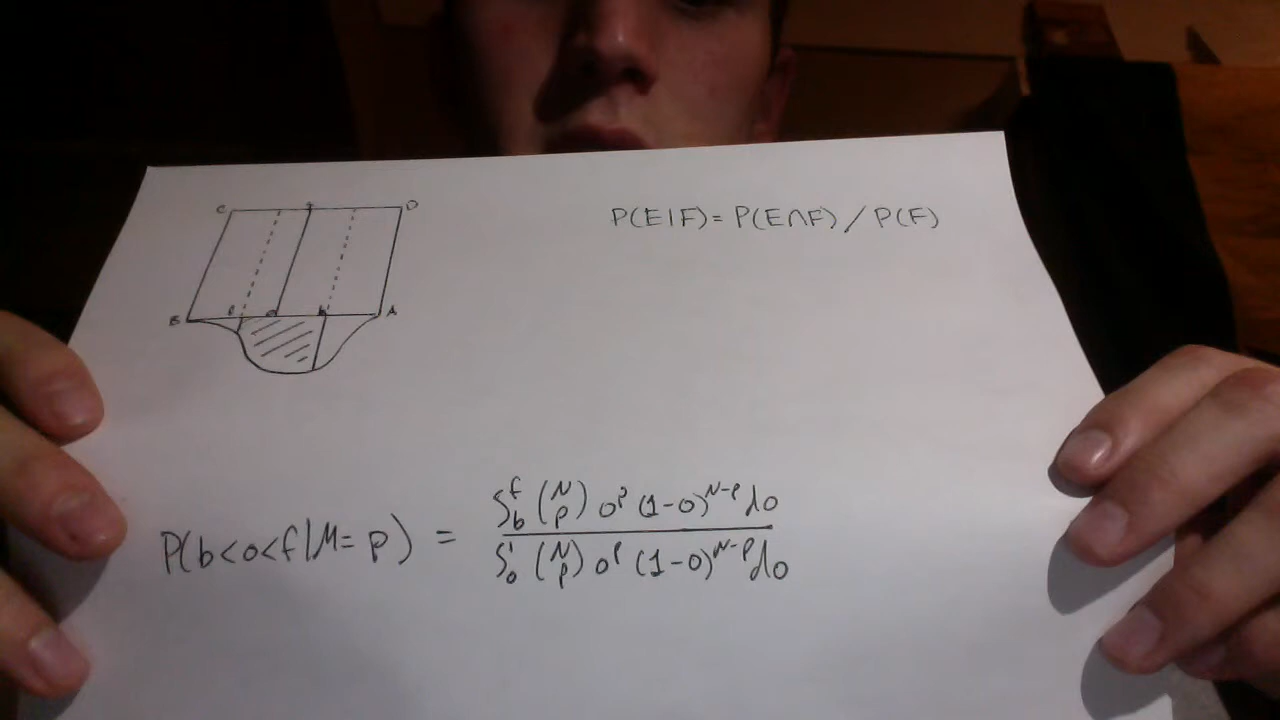 P(E|F) = P(E∩F) / P(F)
C D
B A
P(b<o<f|M=p) = ∫_b^f (N p) o^p (1-o)^{N-p} do / ∫_0^1 (N p) o^p (1-o)^{N-p} do